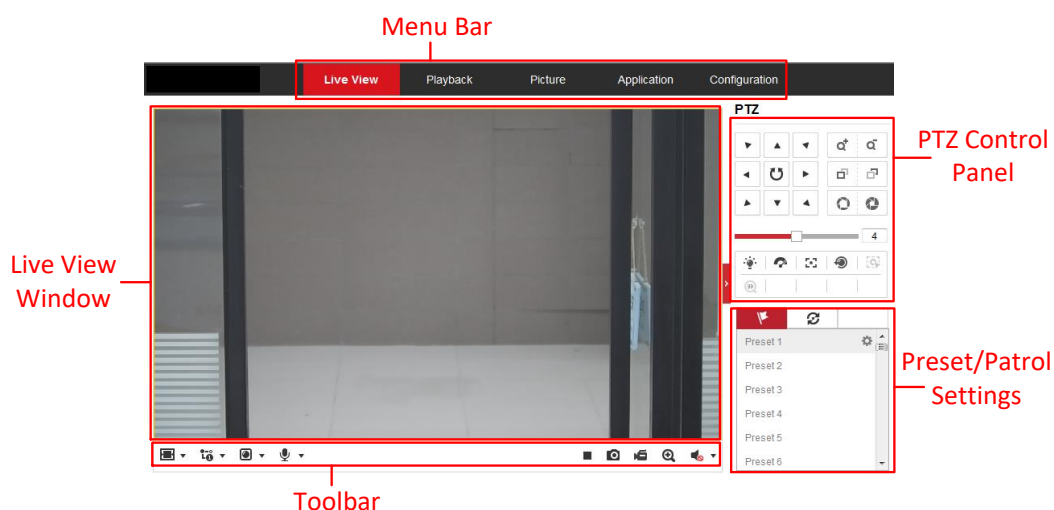 Menu Bar
Live View
Playback
Picture
Application
Configuration
PTZ
PTZ Control
Panel
4
Live View
Window
Preset 1
Preset 2
Preset 3
Preset 4
Preset 5
Preset 6
Preset/Patrol
Settings
Toolbar